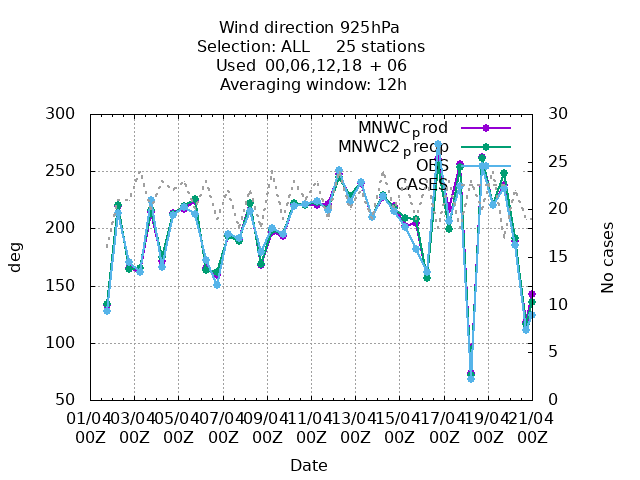 Wind direction 925hPa
Selection: ALL 25 stations
Used 00,06,12,18 + 06
Averaging window: 12h
300
250
200
150
100
50
30
25
20
15
10
5
0
MNWCprod
MNWC2preop
OBS
CASES
deg
No cases
01/04 03/04 05/04 07/04 09/04 11/04 13/04 15/04 17/04 19/04 21/04
00Z 00Z 00Z 00Z 00Z 00Z 00Z 00Z 00Z 00Z 00Z
Date